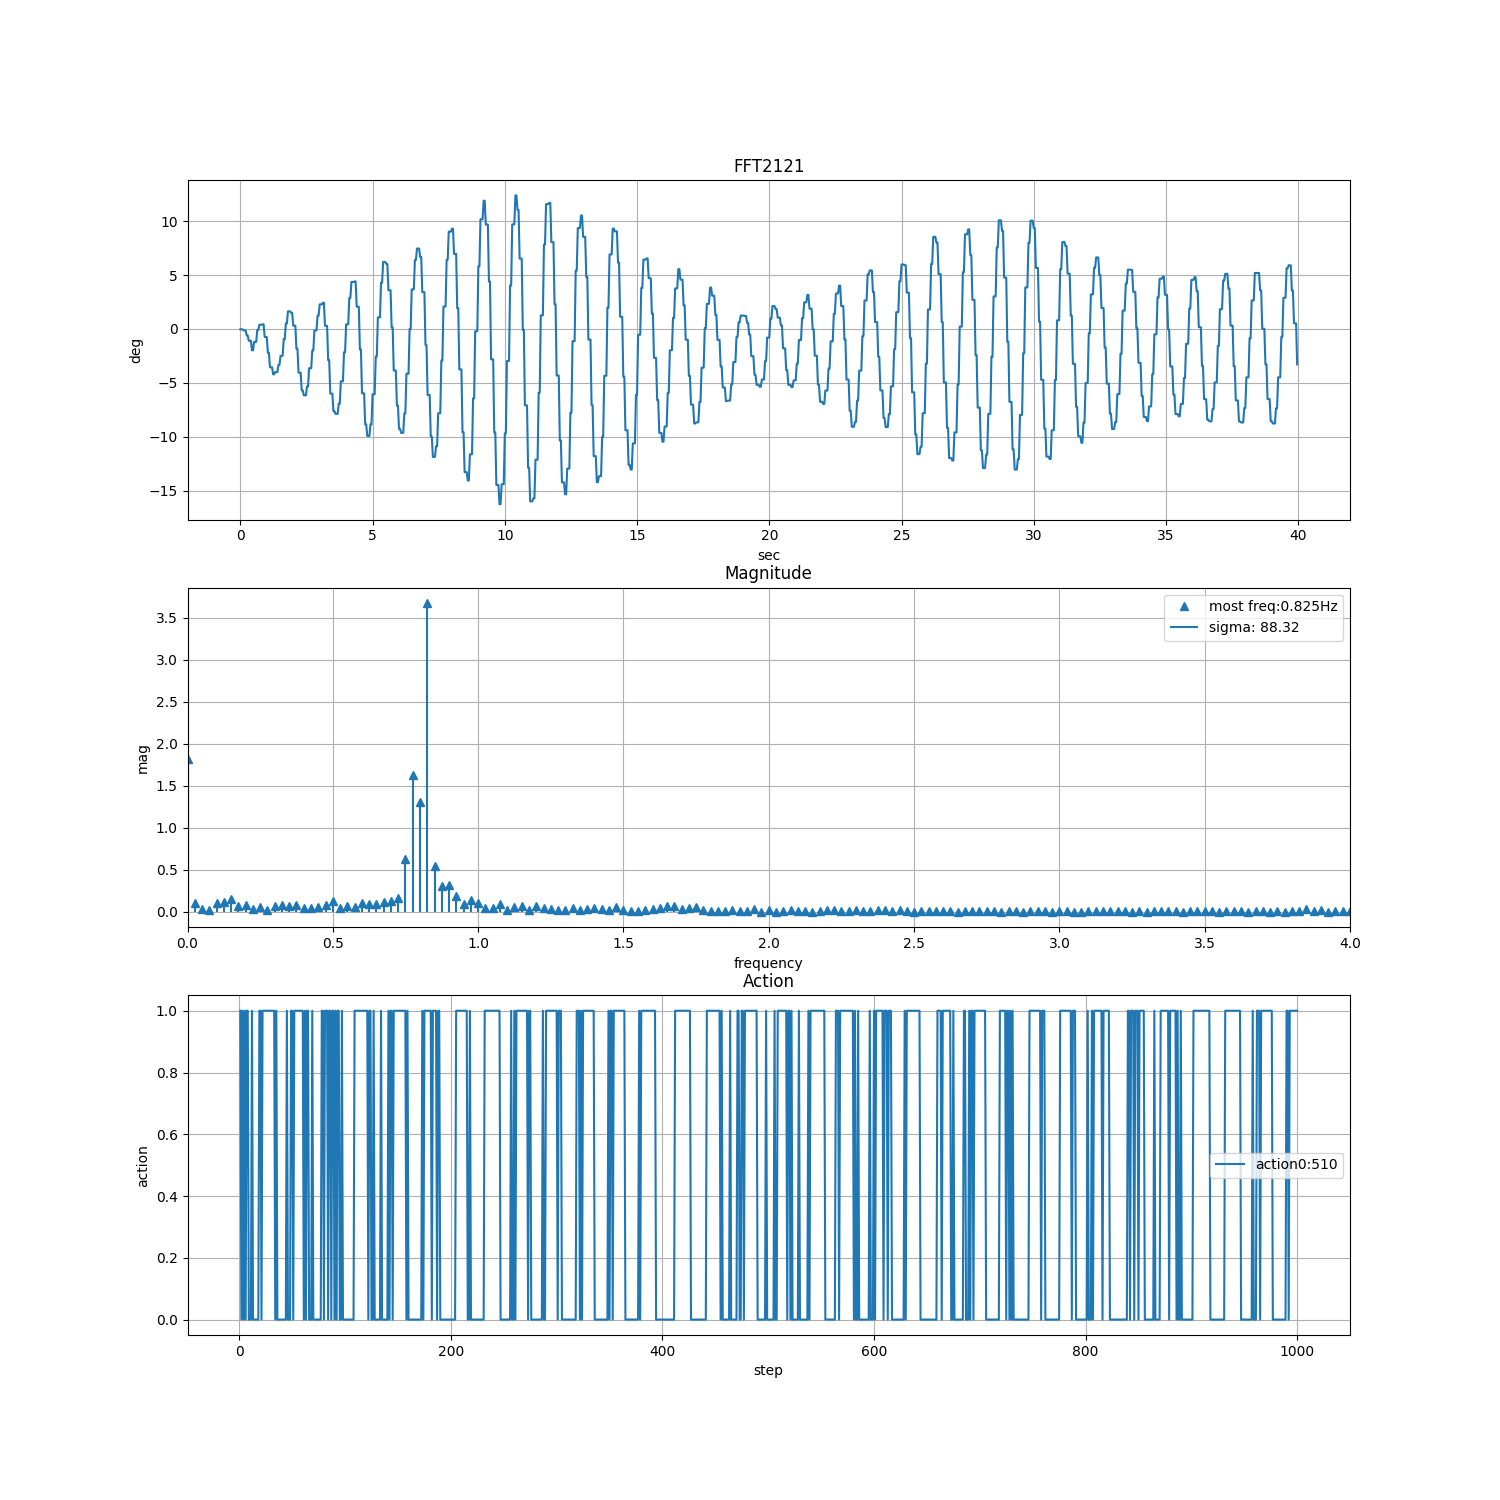 FFT2121
10
5
0
−5
−10
−15
deg
0 5 10 15 20 25 30 35 40
sec
Magnitude
most freq:0.825Hz
sigma: 88.32
3.5
3.0
2.5
2.0
1.5
1.0
0.5
0.0
mag
0.0 0.5 1.0 1.5 2.0 2.5 3.0 3.5 4.0
frequency
Action
1.0
0.8
0.6
0.4
0.2
0.0
action
action0:510
0 200 400 600 800 1000
step